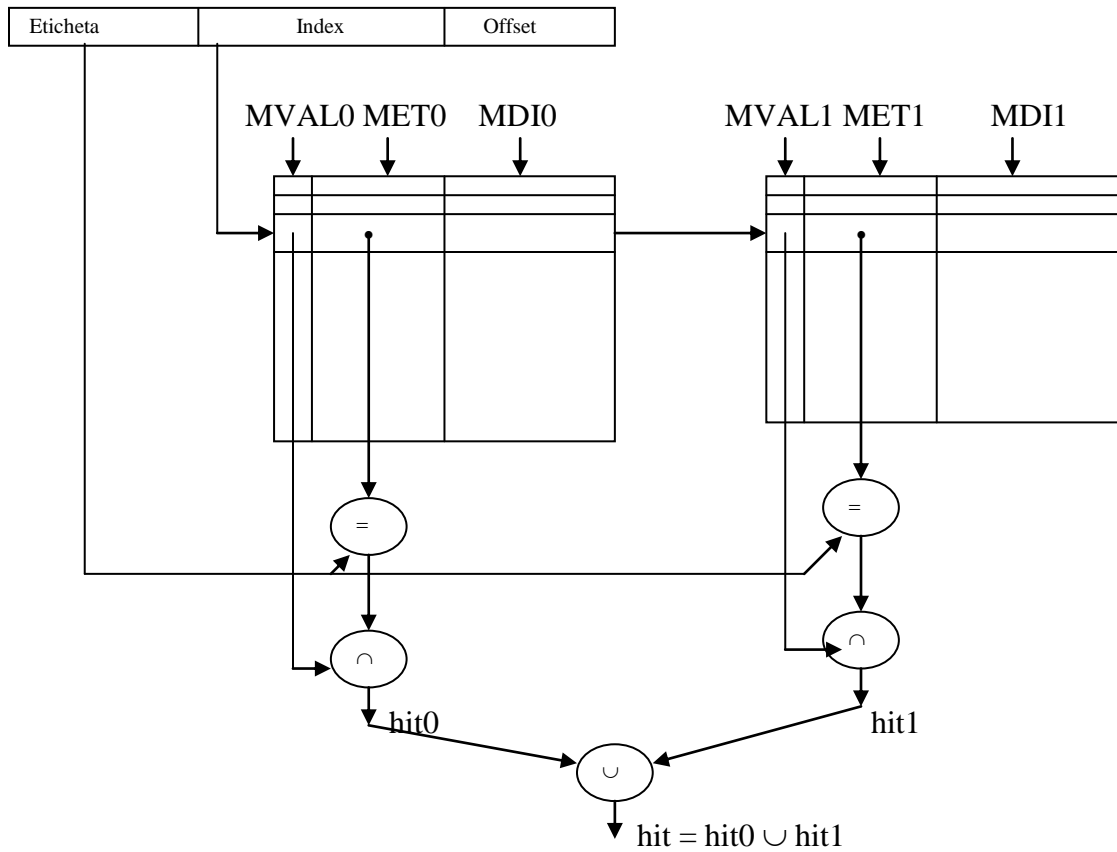 Eticheta Index Offset
MVAL0 MET0 MDI0 MVAL1 MET1 MDI1
=
=
∩
∩
hit0 hit1
∪
hit = hit0 ∪ hit1